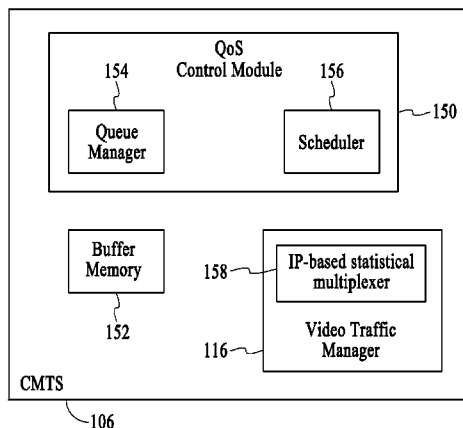 QoS
Control Module
154
156
150
Queue
Manager
Scheduler
Buffer
Memory
152
158
IP-based statistical
multiplexer
Video Traffic
Manager
116
CMTS
106